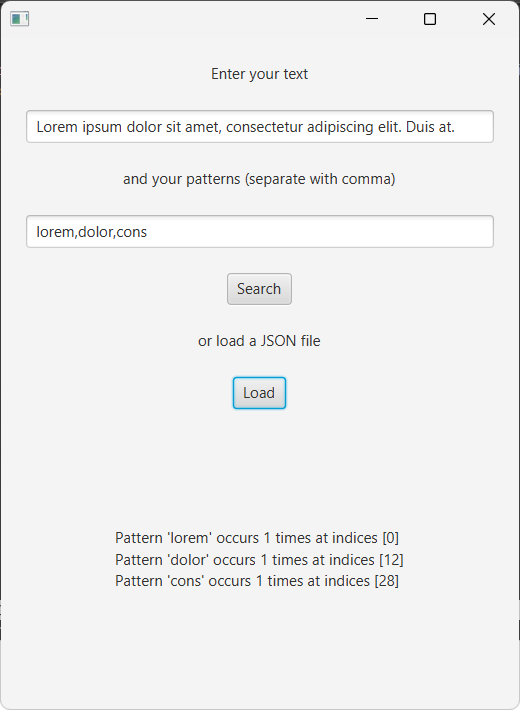 Enter your text
Lorem ipsum dolor sit amet, consectetur adipiscing elit. Duis at.
and your patterns (separate with comma)
lorem,dolor,cons
Search
or load a JSON file
Load
Pattern 'lorem' occurs 1 times at indices [0]
Pattern 'dolor' occurs 1 times at indices [12]
Pattern 'cons' occurs 1 times at indices [28]